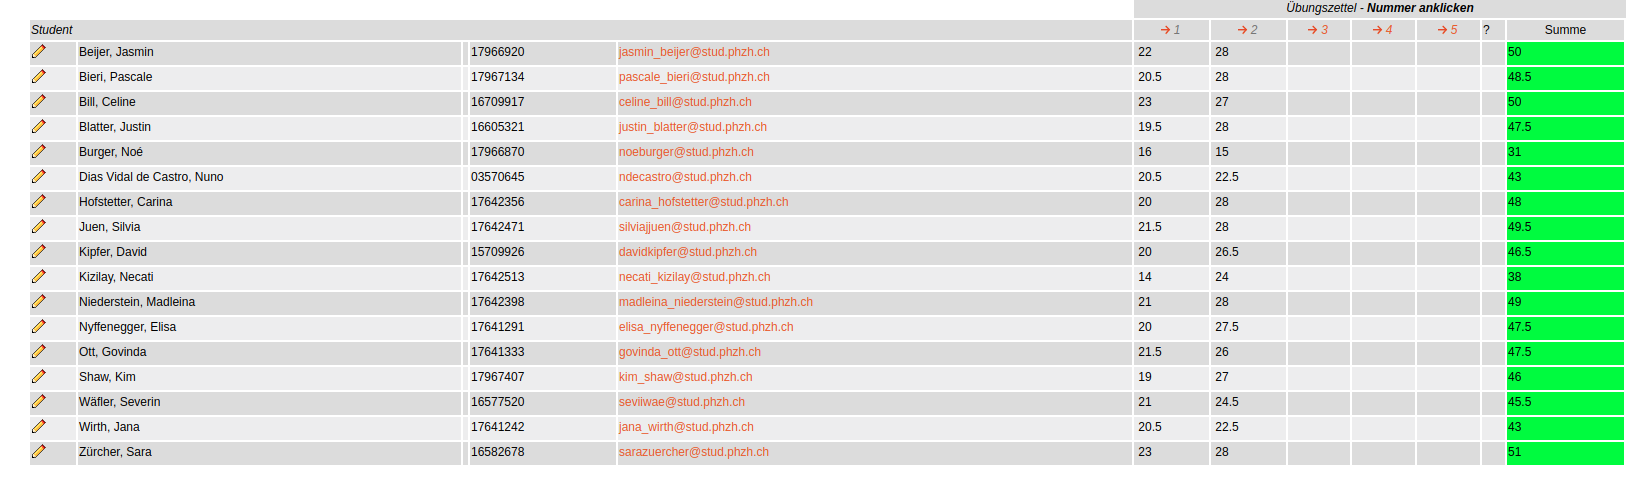 Übungszettel - Nummer anklicken
Student → 1 → 2 → 3 → 4 → 5 ? Summe
Beijer, Jasmin 17966920 jasmin_beijer@stud.phzh.ch 22 28 50
Bieri, Pascale 17967134 pascale_bieri@stud.phzh.ch 20.5 28 48.5
Bill, Celine 16709917 celine_bill@stud.phzh.ch 23 27 50
Blatter, Justin 16605321 justin_blatter@stud.phzh.ch 19.5 28 47.5
Burger, Noé 17966870 noeburger@stud.phzh.ch 16 15 31
Dias Vidal de Castro, Nuno 03570645 ndecastro@stud.phzh.ch 20.5 22.5 43
Hofstetter, Carina 17642356 carina_hofstetter@stud.phzh.ch 20 28 48
Juen, Silvia 17642471 silviajjuen@stud.phzh.ch 21.5 28 49.5
Kipfer, David 15709926 davidkipfer@stud.phzh.ch 20 26.5 46.5
Kizilay, Necati 17642513 necati_kizilay@stud.phzh.ch 14 24 38
Niederstein, Madleina 17642398 madleina_niederstein@stud.phzh.ch 21 28 49
Nyffenegger, Elisa 17641291 elisa_nyffenegger@stud.phzh.ch 20 27.5 47.5
Ott, Govinda 17641333 govinda_ott@stud.phzh.ch 21.5 26 47.5
Shaw, Kim 17967407 kim_shaw@stud.phzh.ch 19 27 46
Wäfler, Severin 16577520 seviiwae@stud.phzh.ch 21 24.5 45.5
Wirth, Jana 17641242 jana_wirth@stud.phzh.ch 20.5 22.5 43
Zürcher, Sara 16582678 sarazuercher@stud.phzh.ch 23 28 51